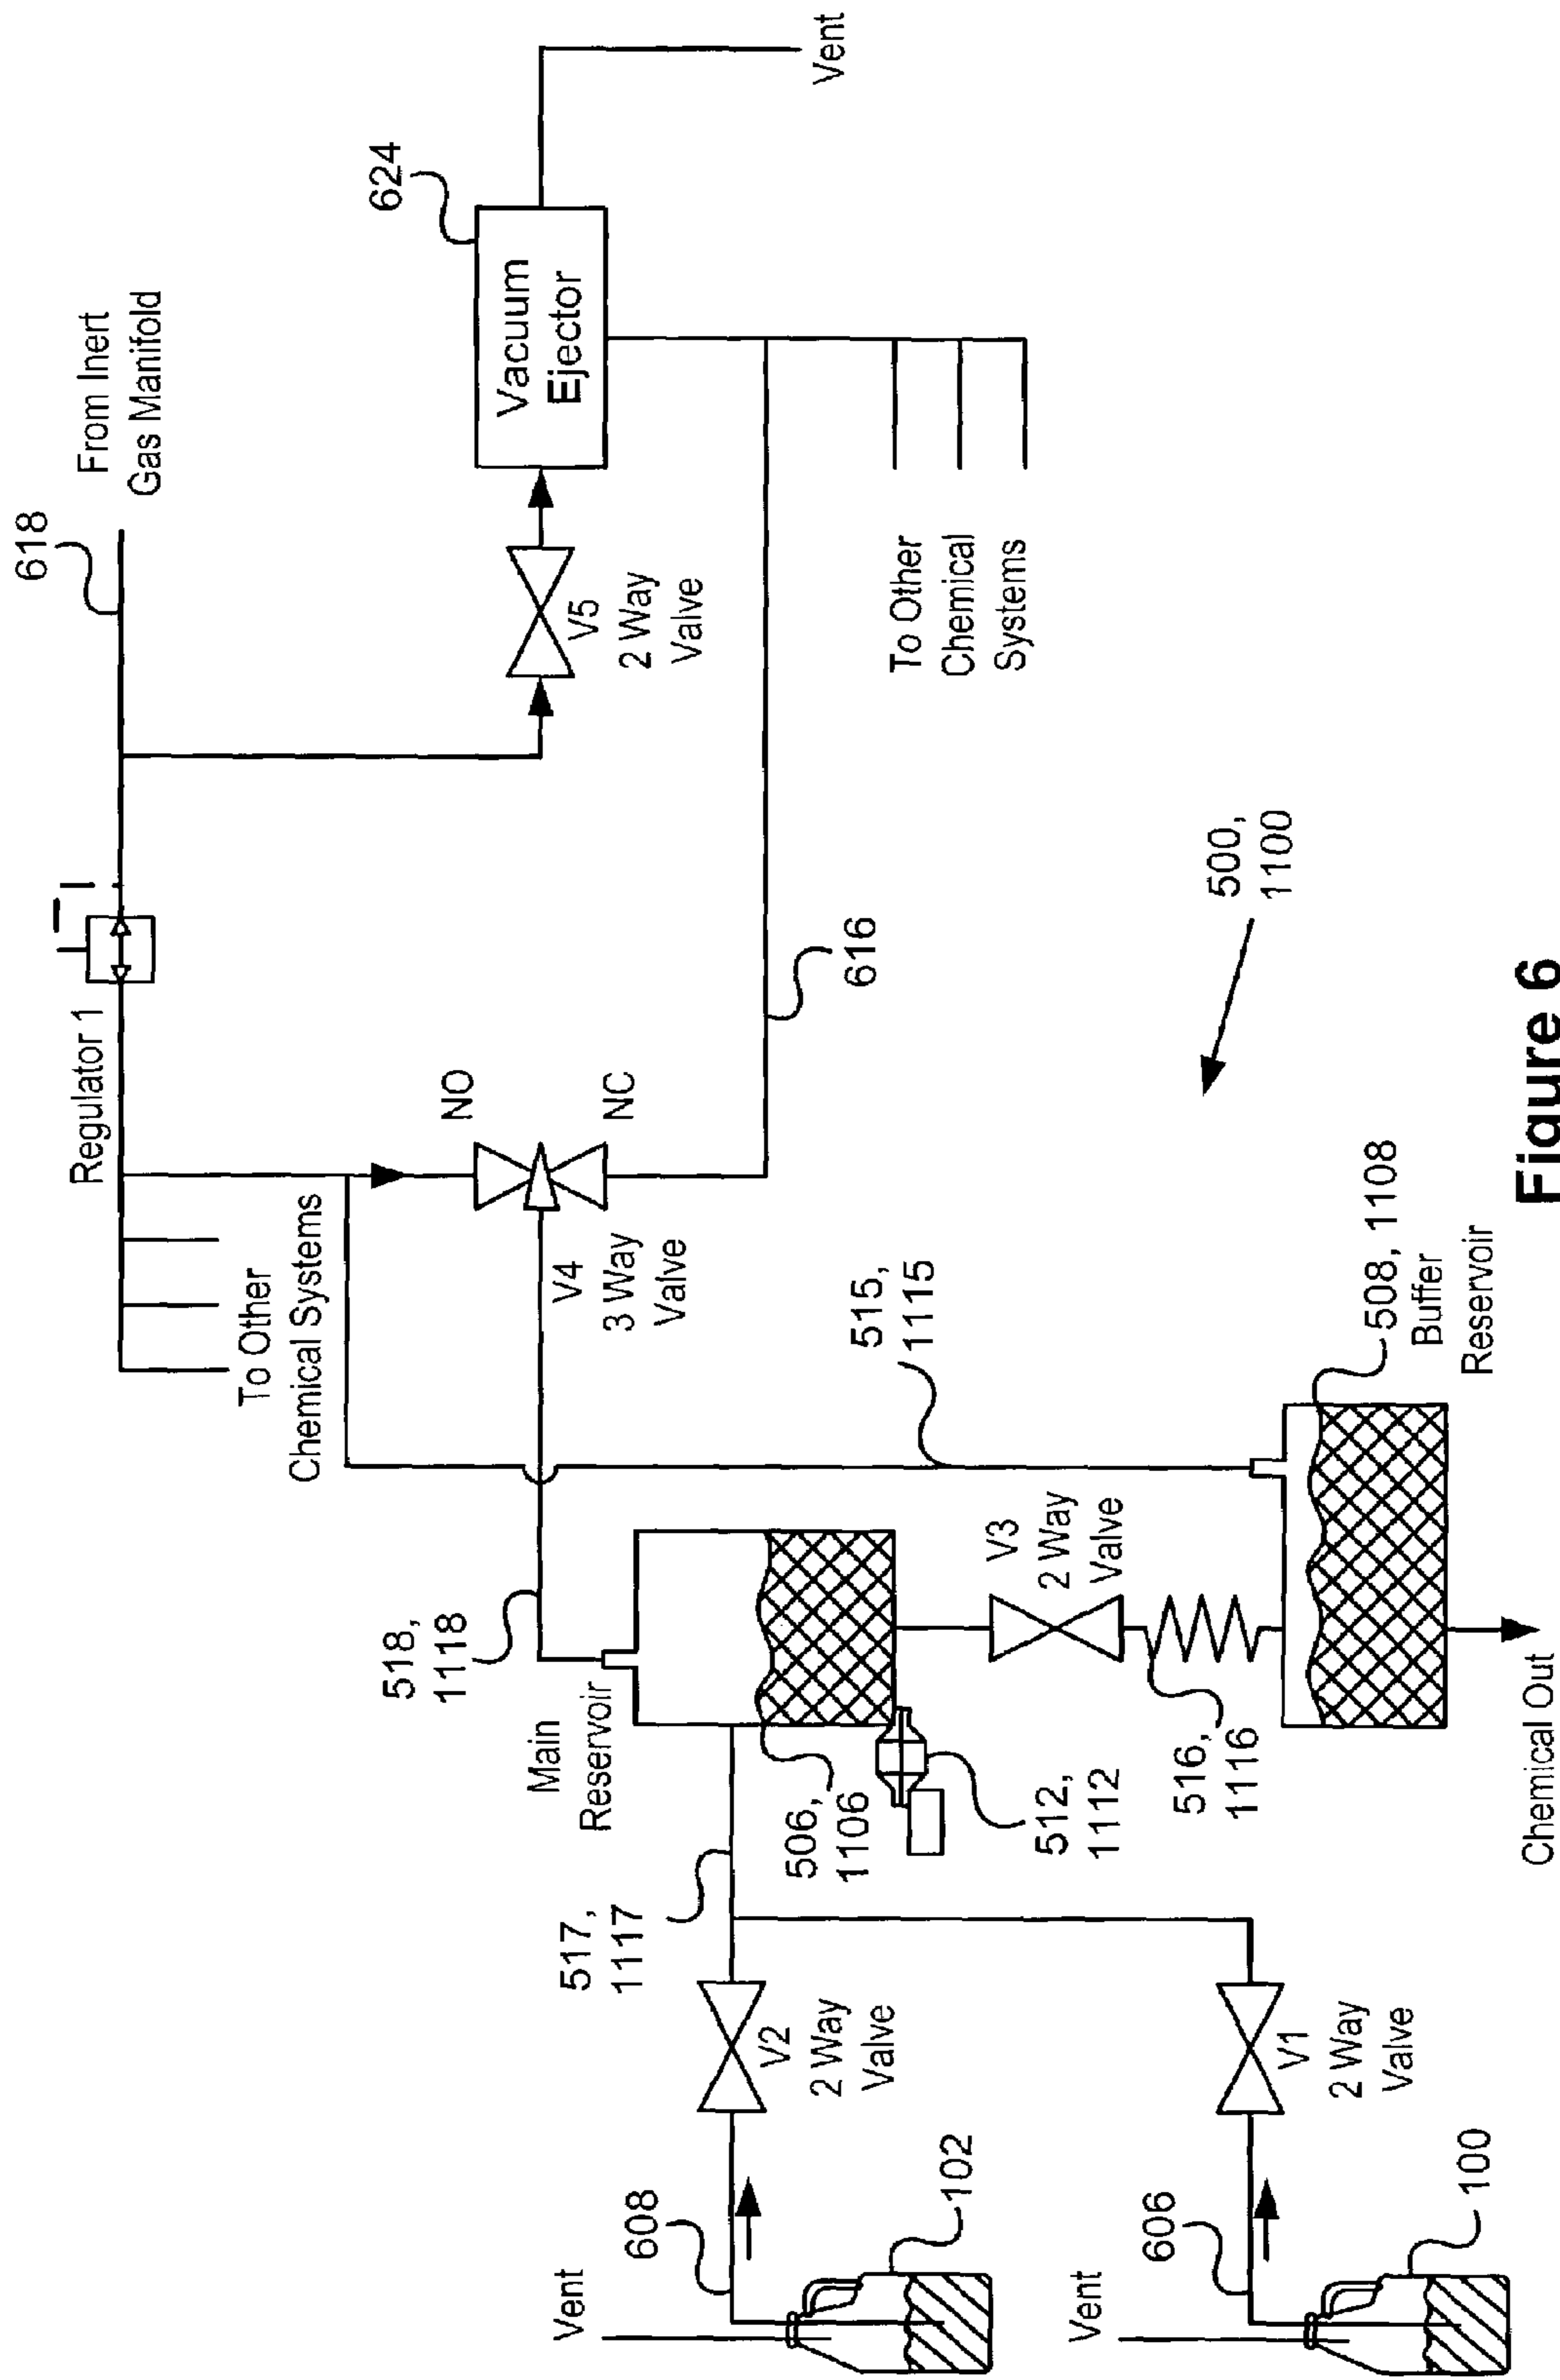 618
From Inert
Gas Manifold
Regulator 1
To Other
Chemical Systems
624
Vacuum
Ejector
Vent
V5
2 Way
Valve
NO
NC
V4
3 Way
Valve
616
To Other
Chemical
Systems
518,
1118
Main
Reservoir
517,
1117
506,
1106
512,
1112
V3
2 Way
Valve
516,
1116
515,
1115
508, 1108
Buffer
Reservoir
Chemical Out
500,
1100
Vent
608
102
V2
2 Way
Valve
Vent
606
100
V1
2 Way
Valve
Figure 6